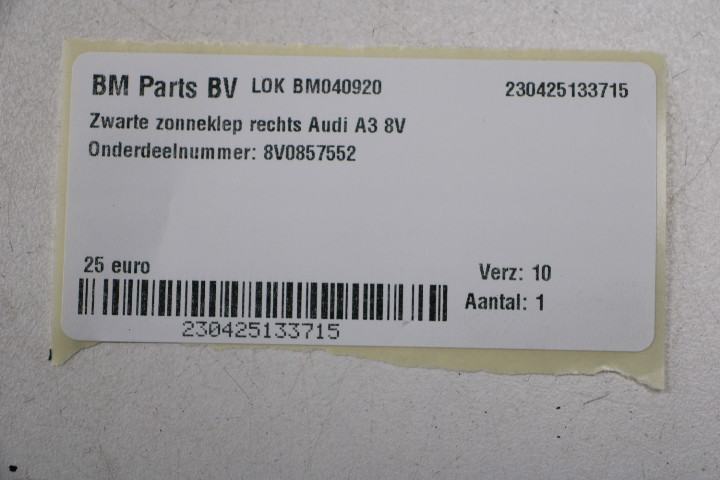 BM Parts BV LOK BM040920 230425133715
Zwarte zonneklep rechts Audi A3 8V
Onderdeelnummer: 8V0857552
25 euro
Verz: 10
Aantal: 1
230425133715